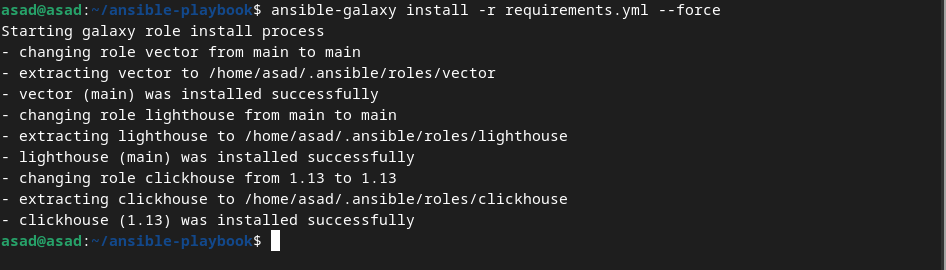 asad@asad:~/ansible-playbook$ ansible-galaxy install -r requirements.yml --force
Starting galaxy role install process
- changing role vector from main to main
- extracting vector to /home/asad/.ansible/roles/vector
- vector (main) was installed successfully
- changing role lighthouse from main to main
- extracting lighthouse to /home/asad/.ansible/roles/lighthouse
- lighthouse (main) was installed successfully
- changing role clickhouse from 1.13 to 1.13
- extracting clickhouse to /home/asad/.ansible/roles/clickhouse
- clickhouse (1.13) was installed successfully
asad@asad:~/ansible-playbook$